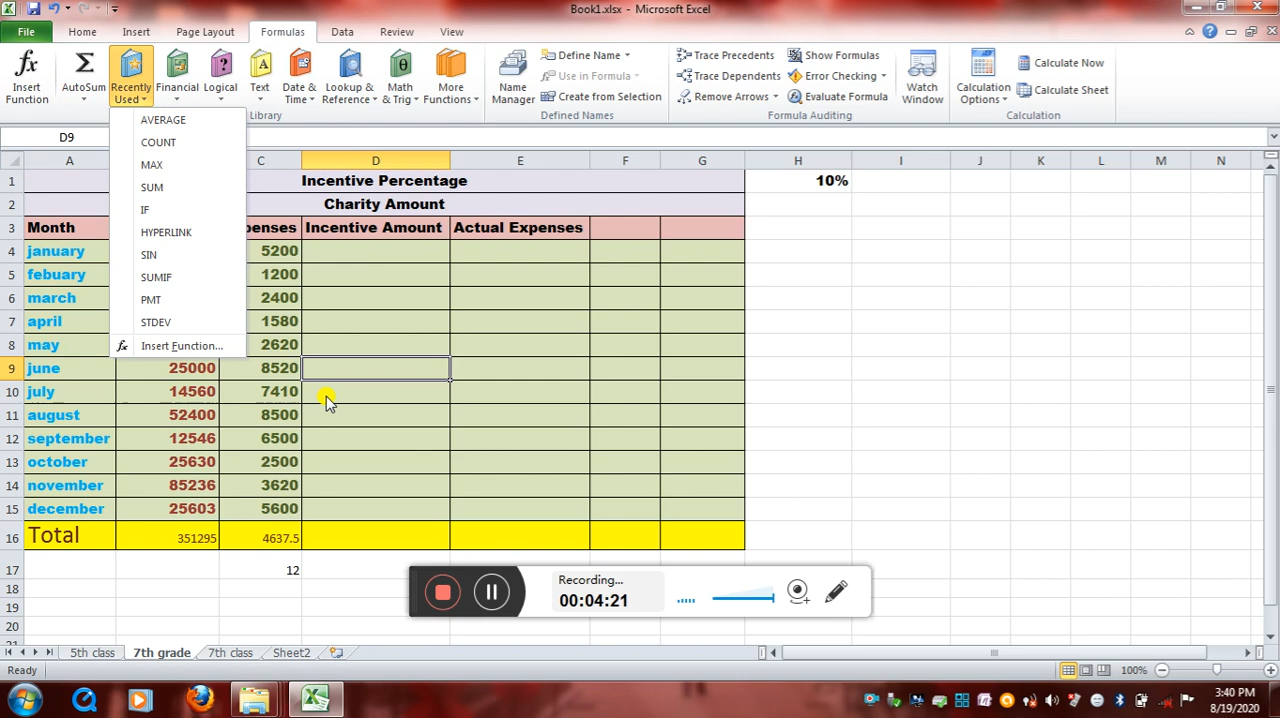 Book1.xlsx - Microsoft Excel
File Home Insert Page Layout Formulas Data Review View
fx Insert Function
Σ AutoSum
Recently Used
Financial
Logical
Text
Date & Time
Lookup & Reference
Math & Trig
More Functions
Library
Name Manager
Define Name
Use in Formula
Create from Selection
Defined Names
Trace Precedents
Trace Dependents
Remove Arrows
Show Formulas
Error Checking
Evaluate Formula
Formula Auditing
Watch Window
Calculation Options
Calculate Now
Calculate Sheet
Calculation
D9
AVERAGE
COUNT
MAX
SUM
IF
HYPERLINK
SIN
SUMIF
PMT
STDEV
fx Insert Function...
A C D E F G H I J K L M N
1 Incentive Percentage 10%
2 Charity Amount
3 Month penses Incentive Amount Actual Expenses
4 january 5200
5 febuary 1200
6 march 2400
7 april 1580
8 may 2620
9 june 25000 8520
10 july 14560 7410
11 august 52400 8500
12 september 12546 6500
13 october 25630 2500
14 november 85236 3620
15 december 25603 5600
16 Total 351295 4637.5
17 12
18
19
20
Recording...
00:04:21
5th class 7th grade 7th class Sheet2
Ready 100%
3:40 PM
8/19/2020